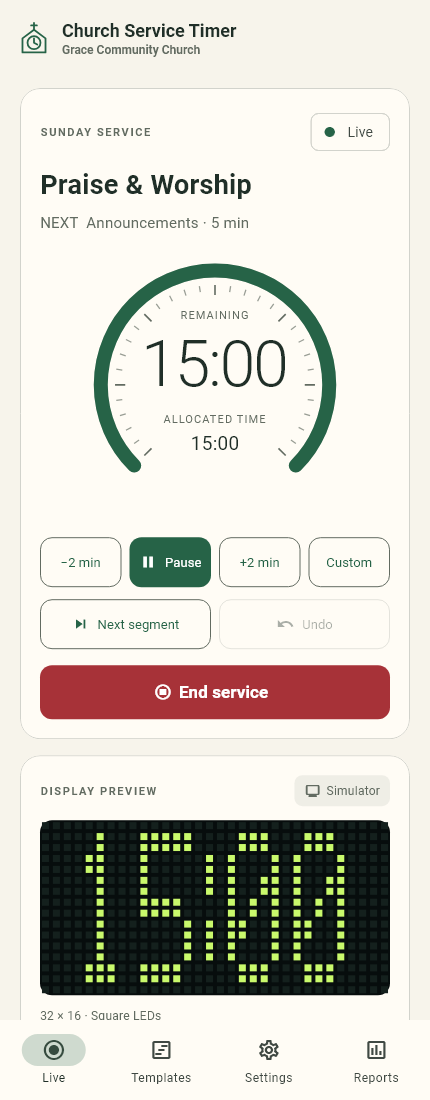 Church Service Timer
Grace Community Church
SUNDAY SERVICE
Live
Praise & Worship
NEXT Announcements · 5 min
REMAINING
15:00
ALLOCATED TIME
15:00
−2 min
Pause
+2 min
Custom
Next segment
Undo
End service
DISPLAY PREVIEW
Simulator
15:00
32 × 16 · Square LEDs
Live
Templates
Settings
Reports